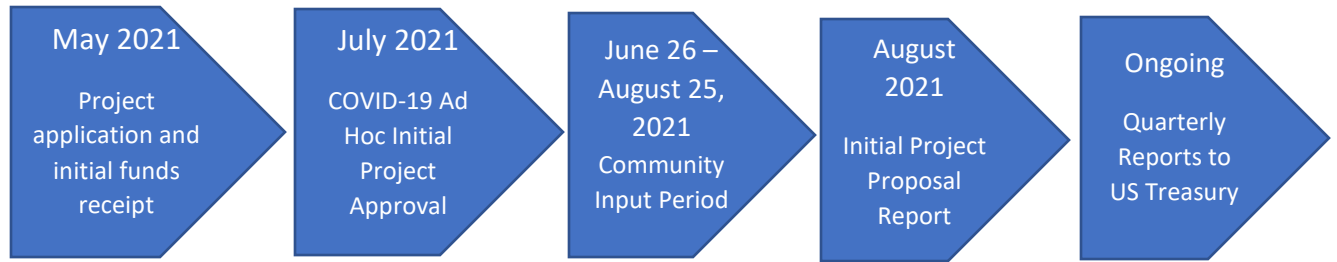 May 2021
Project
application and
initial funds
receipt
July 2021
COVID-19 Ad
Hoc Initial
Project
Approval
June 26 –
August 25,
2021
Community
Input Period
August
2021
Initial Project
Proposal
Report
Ongoing
Quarterly
Reports to
US Treasury